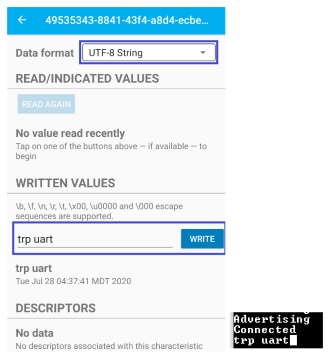 ← 49535343-8841-43f4-a8d4-ecbe...
Data format UTF-8 String
READ/INDICATED VALUES
READ AGAIN
No value read recently
Tap on one of the buttons above — if available — to
begin
WRITTEN VALUES
\b, \f, \n, \r, \t, \x00, \u0000 and \000 escape
sequences are supported.
trp uart WRITE
trp uart
Tue Jul 28 04:37:41 MDT 2020
DESCRIPTORS
No data
No descriptors associated with this characteristic
Advertising
Connected
trp uart